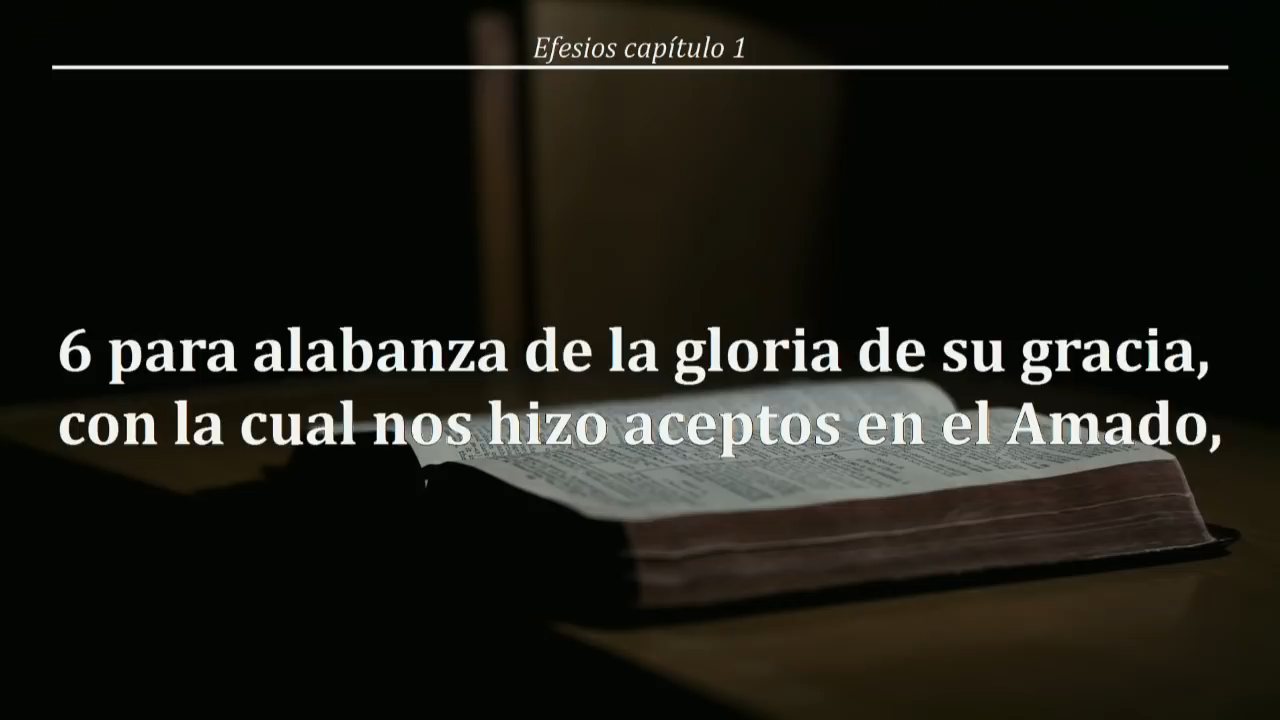 Efesios capítulo 1
6 para alabanza de la gloria de su gracia,
con la cual nos hizo aceptos en el Amado,